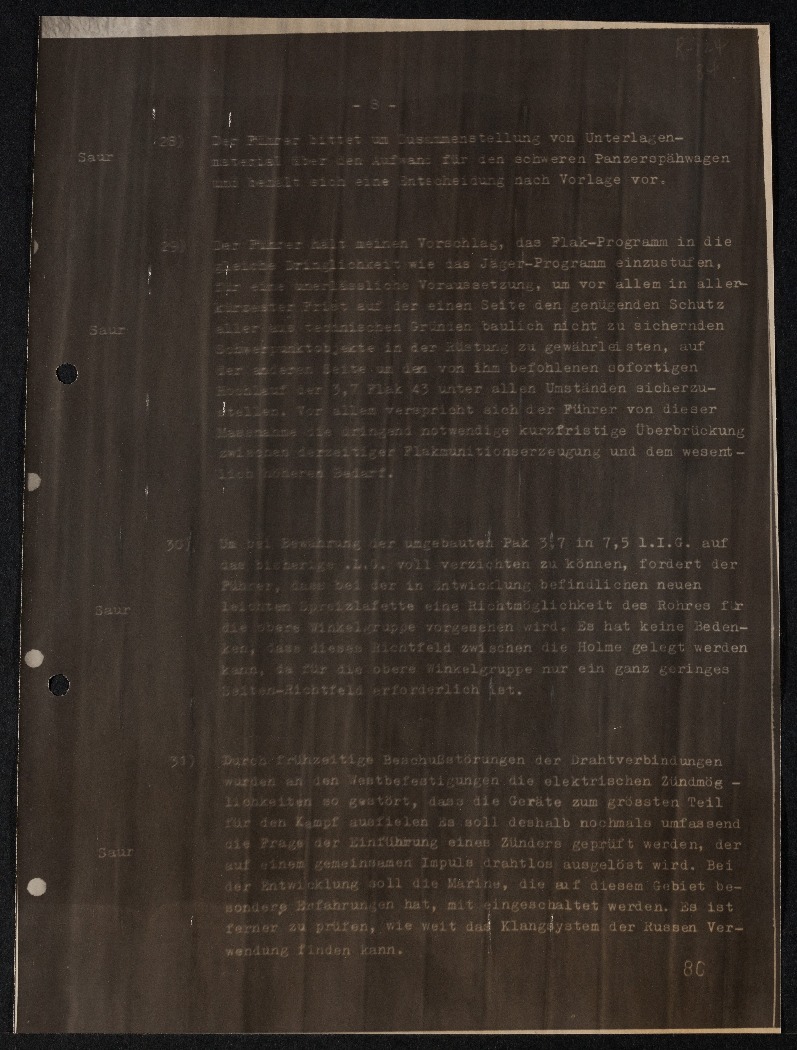 - 8 -
28) Der Führer bittet um Zusammenstellung von Unterlagen-
Saur
material über den Aufwand für den schweren Panzerspähwagen
und behält sich eine Entscheidung nach Vorlage vor.
29) Der Führer hält meinen Vorschlag, das Flak-Programm in die
gleiche Dringlichkeit wie das Jäger-Programm einzustufen,
für eine unerlässliche Voraussetzung, um vor allem in aller-
kürzester Frist auf der einen Seite den genügenden Schutz
Saur
aller aus technischen Gründen baulich nicht zu sichernden
Schwerpunktobjekte in der Rüstung zu gewährleisten, auf
der anderen Seite um den von ihm befohlenen sofortigen
Hochlauf der 3,7 Flak 43 unter allen Umständen sicherzu-
stellen. Vor allem verspricht sich der Führer von dieser
Massnahme die dringend notwendige kurzfristige Überbrückung
zwischen derzeitiger Flakmunitionserzeugung und dem wesent-
lich höheren Bedarf.
30) Um bei Bewährung der umgebauten Pak 3,7 in 7,5 l.I.G. auf
das bisherige .L.G. voll verzichten zu können, fordert der
Führer, dass bei der in Entwicklung befindlichen neuen
Saur
leichten Spreizlafette eine Richtmöglichkeit des Rohres für
die obere Winkelgruppe vorgesehen wird. Es hat keine Beden-
ken, dass dieses Richtfeld zwischen die Holme gelegt werden
kann, da für die obere Winkelgruppe nur ein ganz geringes
Seiten-Richtfeld erforderlich ist.
31) Durch frühzeitige Beschußstörungen der Drahtverbindungen
wurden an den Westbefestigungen die elektrischen Zündmög -
lichkeiten so gestört, dass die Geräte zum grössten Teil
für den Kampf ausfielen Es soll deshalb nochmals umfassend
die Frage der Einführung eines Zünders geprüft werden, der
Saur
auf einem gemeinsamen Impuls drahtlos ausgelöst wird. Bei
der Entwicklung soll die Marine, die auf diesem Gebiet be-
sondere Erfahrungen hat, mit eingeschaltet werden. Es ist
ferner zu prüfen, wie weit das Klangsystem der Russen Ver-
wendung finden kann.
86